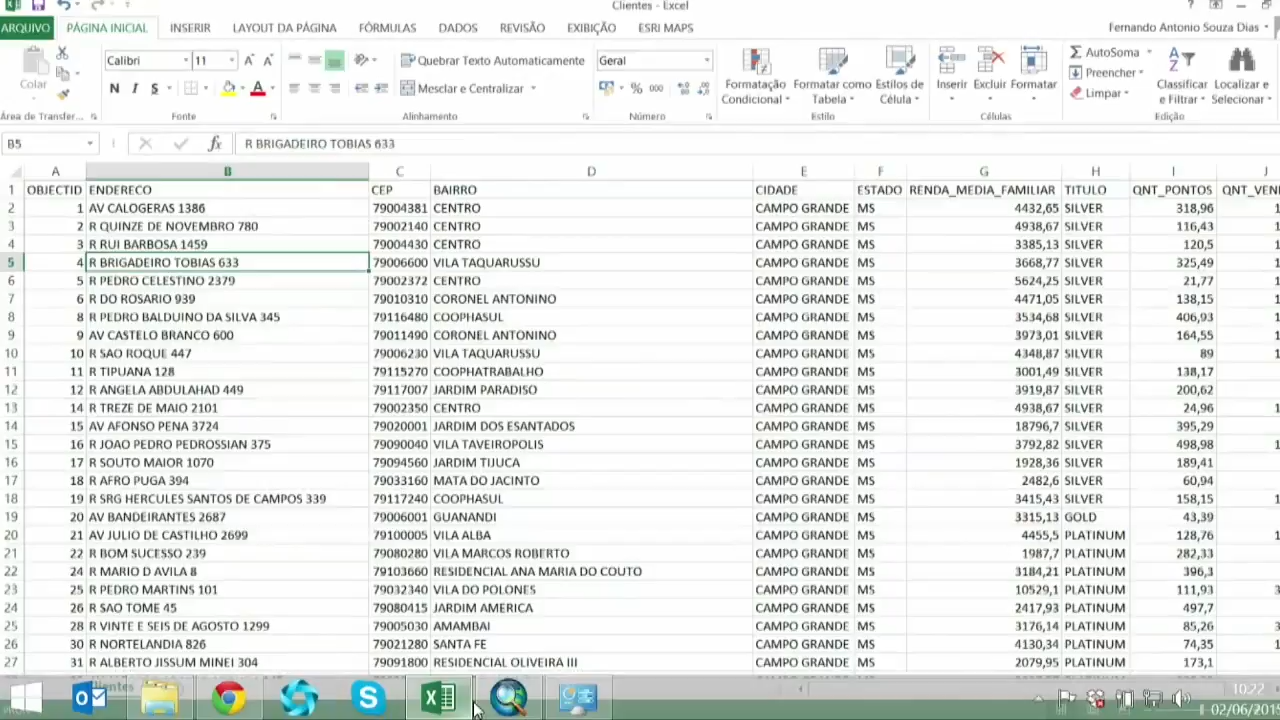 Clientes - Excel
ARQUIVO PÁGINA INICIAL INSERIR LAYOUT DA PÁGINA FÓRMULAS DADOS REVISÃO EXIBIÇÃO ESRI MAPS Fernando Antonio Souza Dias
Colar Calibri 11 Quebrar Texto Automaticamente Geral Formatação Condicional Formatar como Tabela Estilos de Célula Inserir Excluir Formatar AutoSoma Classificar e Filtrar Localizar e Selecionar
N I S Mesclar e Centralizar % 000 Preencher
Limpar
Área de Transfer... Fonte Alinhamento Número Estilo Células Edição
B5 fx R BRIGADEIRO TOBIAS 633
A B C D E F G H I J
1 OBJECTID ENDERECO CEP BAIRRO CIDADE ESTADO RENDA_MEDIA_FAMILIAR TITULO QNT_PONTOS QNT_VEN
2 1 AV CALOGERAS 1386 79004381 CENTRO CAMPO GRANDE MS 4432,65 SILVER 318,96
3 2 R QUINZE DE NOVEMBRO 780 79002140 CENTRO CAMPO GRANDE MS 4938,67 SILVER 116,43
4 3 R RUI BARBOSA 1459 79004430 CENTRO CAMPO GRANDE MS 3385,13 SILVER 120,5
5 4 R BRIGADEIRO TOBIAS 633 79006600 VILA TAQUARUSSU CAMPO GRANDE MS 3668,77 SILVER 325,49
6 5 R PEDRO CELESTINO 2379 79002372 CENTRO CAMPO GRANDE MS 5624,25 SILVER 21,77
7 6 R DO ROSARIO 939 79010310 CORONEL ANTONINO CAMPO GRANDE MS 4471,05 SILVER 138,15
8 8 R PEDRO BALDUINO DA SILVA 345 79116480 COOPHASUL CAMPO GRANDE MS 3534,68 SILVER 406,93
9 9 AV CASTELO BRANCO 600 79011490 CORONEL ANTONINO CAMPO GRANDE MS 3973,01 SILVER 164,55
10 10 R SAO ROQUE 447 79006230 VILA TAQUARUSSU CAMPO GRANDE MS 4348,87 SILVER 89
11 11 R TIPUANA 128 79115270 COOPHATRABALHO CAMPO GRANDE MS 3001,49 SILVER 138,17
12 12 R ANGELA ABDULAHAD 449 79117007 JARDIM PARADISO CAMPO GRANDE MS 3919,87 SILVER 200,62
13 14 R TREZE DE MAIO 2101 79002350 CENTRO CAMPO GRANDE MS 4938,67 SILVER 24,96
14 15 AV AFONSO PENA 3724 79020001 JARDIM DOS ESANTADOS CAMPO GRANDE MS 18796,7 SILVER 395,29
15 16 R JOAO PEDRO PEDROSSIAN 375 79090040 VILA TAVEIROPOLIS CAMPO GRANDE MS 3792,82 SILVER 498,98
16 17 R SOUTO MAIOR 1070 79094560 JARDIM TIJUCA CAMPO GRANDE MS 1928,36 SILVER 189,41
17 18 R AFRO PUGA 394 79033160 MATA DO JACINTO CAMPO GRANDE MS 2482,6 SILVER 60,94
18 19 R SRG HERCULES SANTOS DE CAMPOS 339 79117240 COOPHASUL CAMPO GRANDE MS 3415,43 SILVER 158,15
19 20 AV BANDEIRANTES 2687 79006001 GUANANDI CAMPO GRANDE MS 3315,13 GOLD 43,39
20 21 AV JULIO DE CASTILHO 2699 79100005 VILA ALBA CAMPO GRANDE MS 4455,5 PLATINUM 128,76
21 22 R BOM SUCESSO 239 79080280 VILA MARCOS ROBERTO CAMPO GRANDE MS 1987,7 PLATINUM 282,33
22 24 R MARIO D AVILA 8 79103660 RESIDENCIAL ANA MARIA DO COUTO CAMPO GRANDE MS 3184,21 PLATINUM 396,3
23 25 R PEDRO MARTINS 101 79032340 VILA DO POLONES CAMPO GRANDE MS 10529,1 PLATINUM 111,93
24 26 R SAO TOME 45 79080415 JARDIM AMERICA CAMPO GRANDE MS 2417,93 PLATINUM 497,7
25 28 R VINTE E SEIS DE AGOSTO 1299 79005030 AMAMBAI CAMPO GRANDE MS 3176,14 PLATINUM 85,26
26 30 R NORTELANDIA 826 79021280 SANTA FE CAMPO GRANDE MS 4130,34 PLATINUM 74,35
27 31 R ALBERTO JISSUM MINEI 304 79091800 RESIDENCIAL OLIVEIRA III CAMPO GRANDE MS 2079,95 PLATINUM 173,1
Clientes
10:22
02/06/201